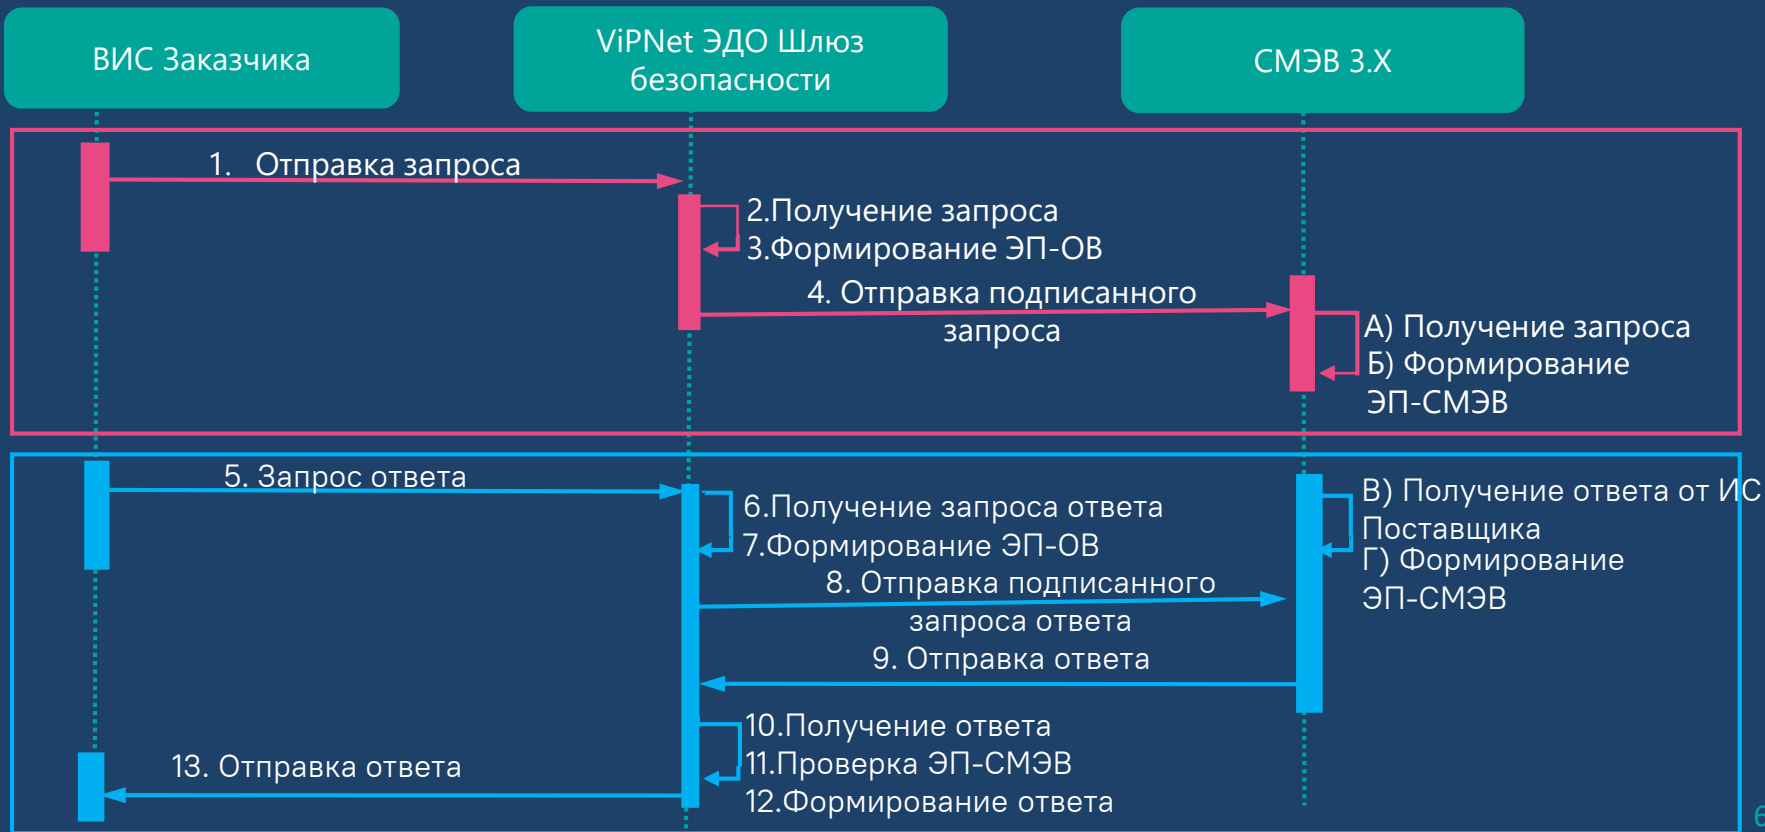 ВИС Заказчика
ViPNet ЭДО Шлюз
безопасности
СМЭВ 3.X
1. Отправка запроса
2.Получение запроса
3.Формирование ЭП-ОВ
4. Отправка подписанного
запроса
А) Получение запроса
Б) Формирование
ЭП-СМЭВ
5. Запрос ответа
6.Получение запроса ответа
7.Формирование ЭП-ОВ
В) Получение ответа от ИС
Поставщика
Г) Формирование
ЭП-СМЭВ
8. Отправка подписанного
запроса ответа
9. Отправка ответа
10.Получение ответа
11.Проверка ЭП-СМЭВ
12.Формирование ответа
13. Отправка ответа
6